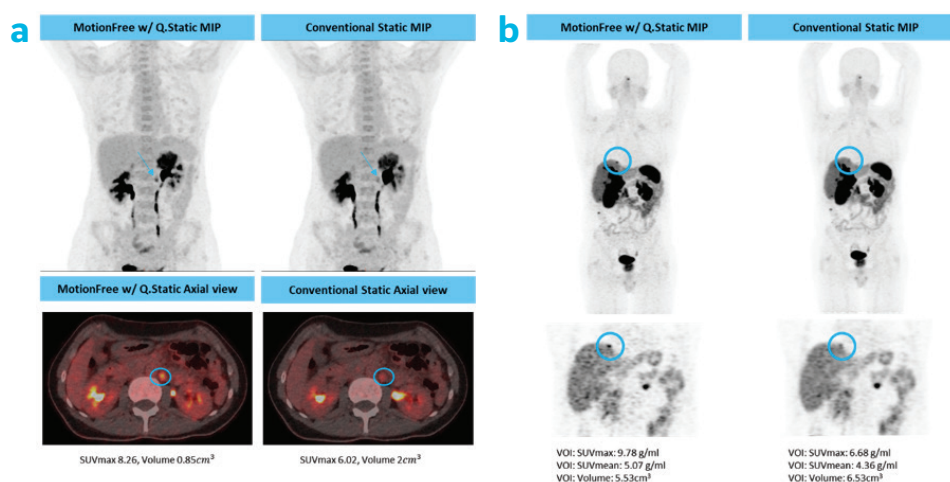 a
MotionFree w/ Q.Static MIP
Conventional Static MIP
MotionFree w/ Q.Static Axial view
Conventional Static Axial view
SUVmax 8.26, Volume 0.85cm³
SUVmax 6.02, Volume 2cm³
b
MotionFree w/ Q.Static MIP
Conventional Static MIP
VOI: SUVmax: 9.78 g/ml
VOI: SUVmean: 5.07 g/ml
VOI: Volume: 5.53cm³
VOI: SUVmax: 6.68 g/ml
VOI: SUVmean: 4.36 g/ml
VOI: Volume: 6.53cm³